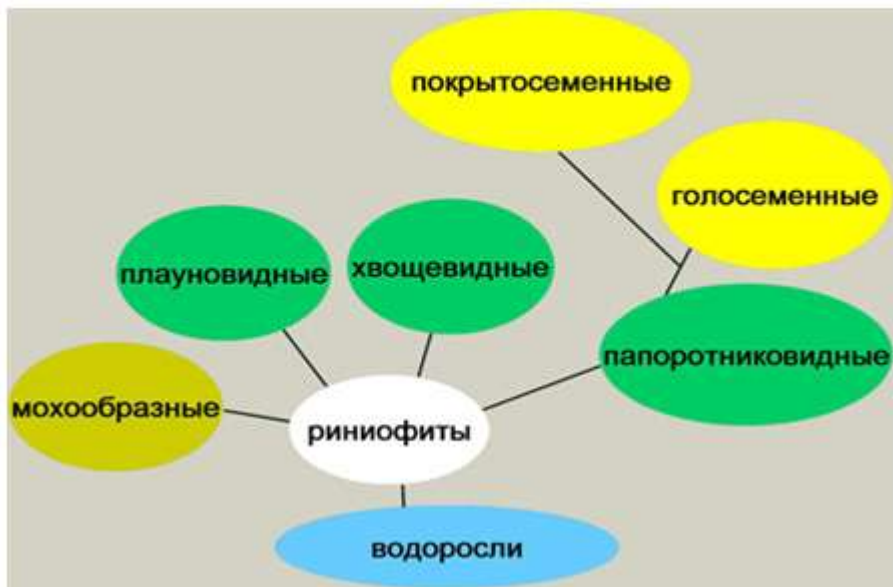 покрытосеменные
голосеменные
плауновидные
хвощевидные
папоротниковидные
мохообразные
риниофиты
водоросли